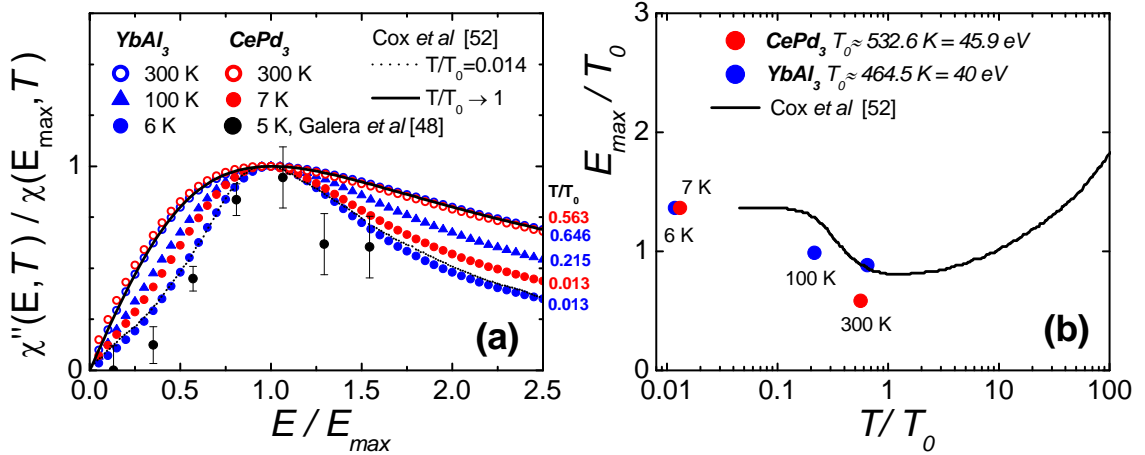 YbAl₃ CePd₃ Cox et al [52]
300 K 300 K T/T₀=0.014
100 K 7 K T/T₀ → 1
6 K 5 K, Galera et al [48]
χ''(E,T) / χ(E_max,T)
1
0
T/T₀
0.563
0.646
0.215
0.013
0.013
(a)
0.0 0.5 1.0 1.5 2.0 2.5
E / E_max
E_max / T₀
3
2
1
0
CePd₃ T₀≈ 532.6 K = 45.9 eV
YbAl₃ T₀≈ 464.5 K = 40 eV
Cox et al [52]
7 K
6 K
100 K
300 K
(b)
0.01 0.1 1 10 100
T/ T₀